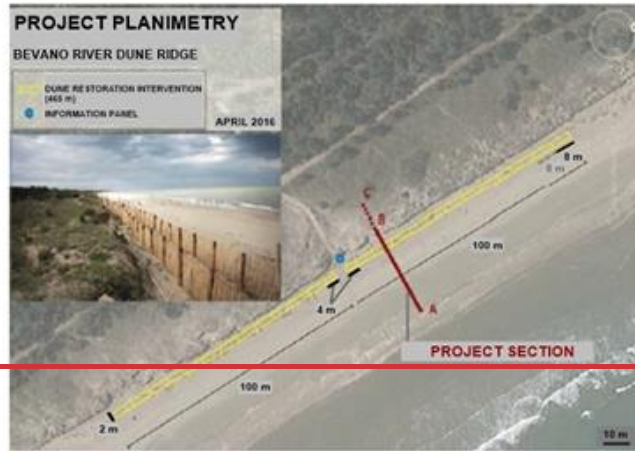 PROJECT PLANIMETRY
BEVANO RIVER DUNE RIDGE
DUNE RESTORATION INTERVENTION
(465 m)
INFORMATION PANEL
APRIL 2016
8 m
8 m
C'
B
100 m
4 m
A
PROJECT SECTION
100 m
2 m
10 m